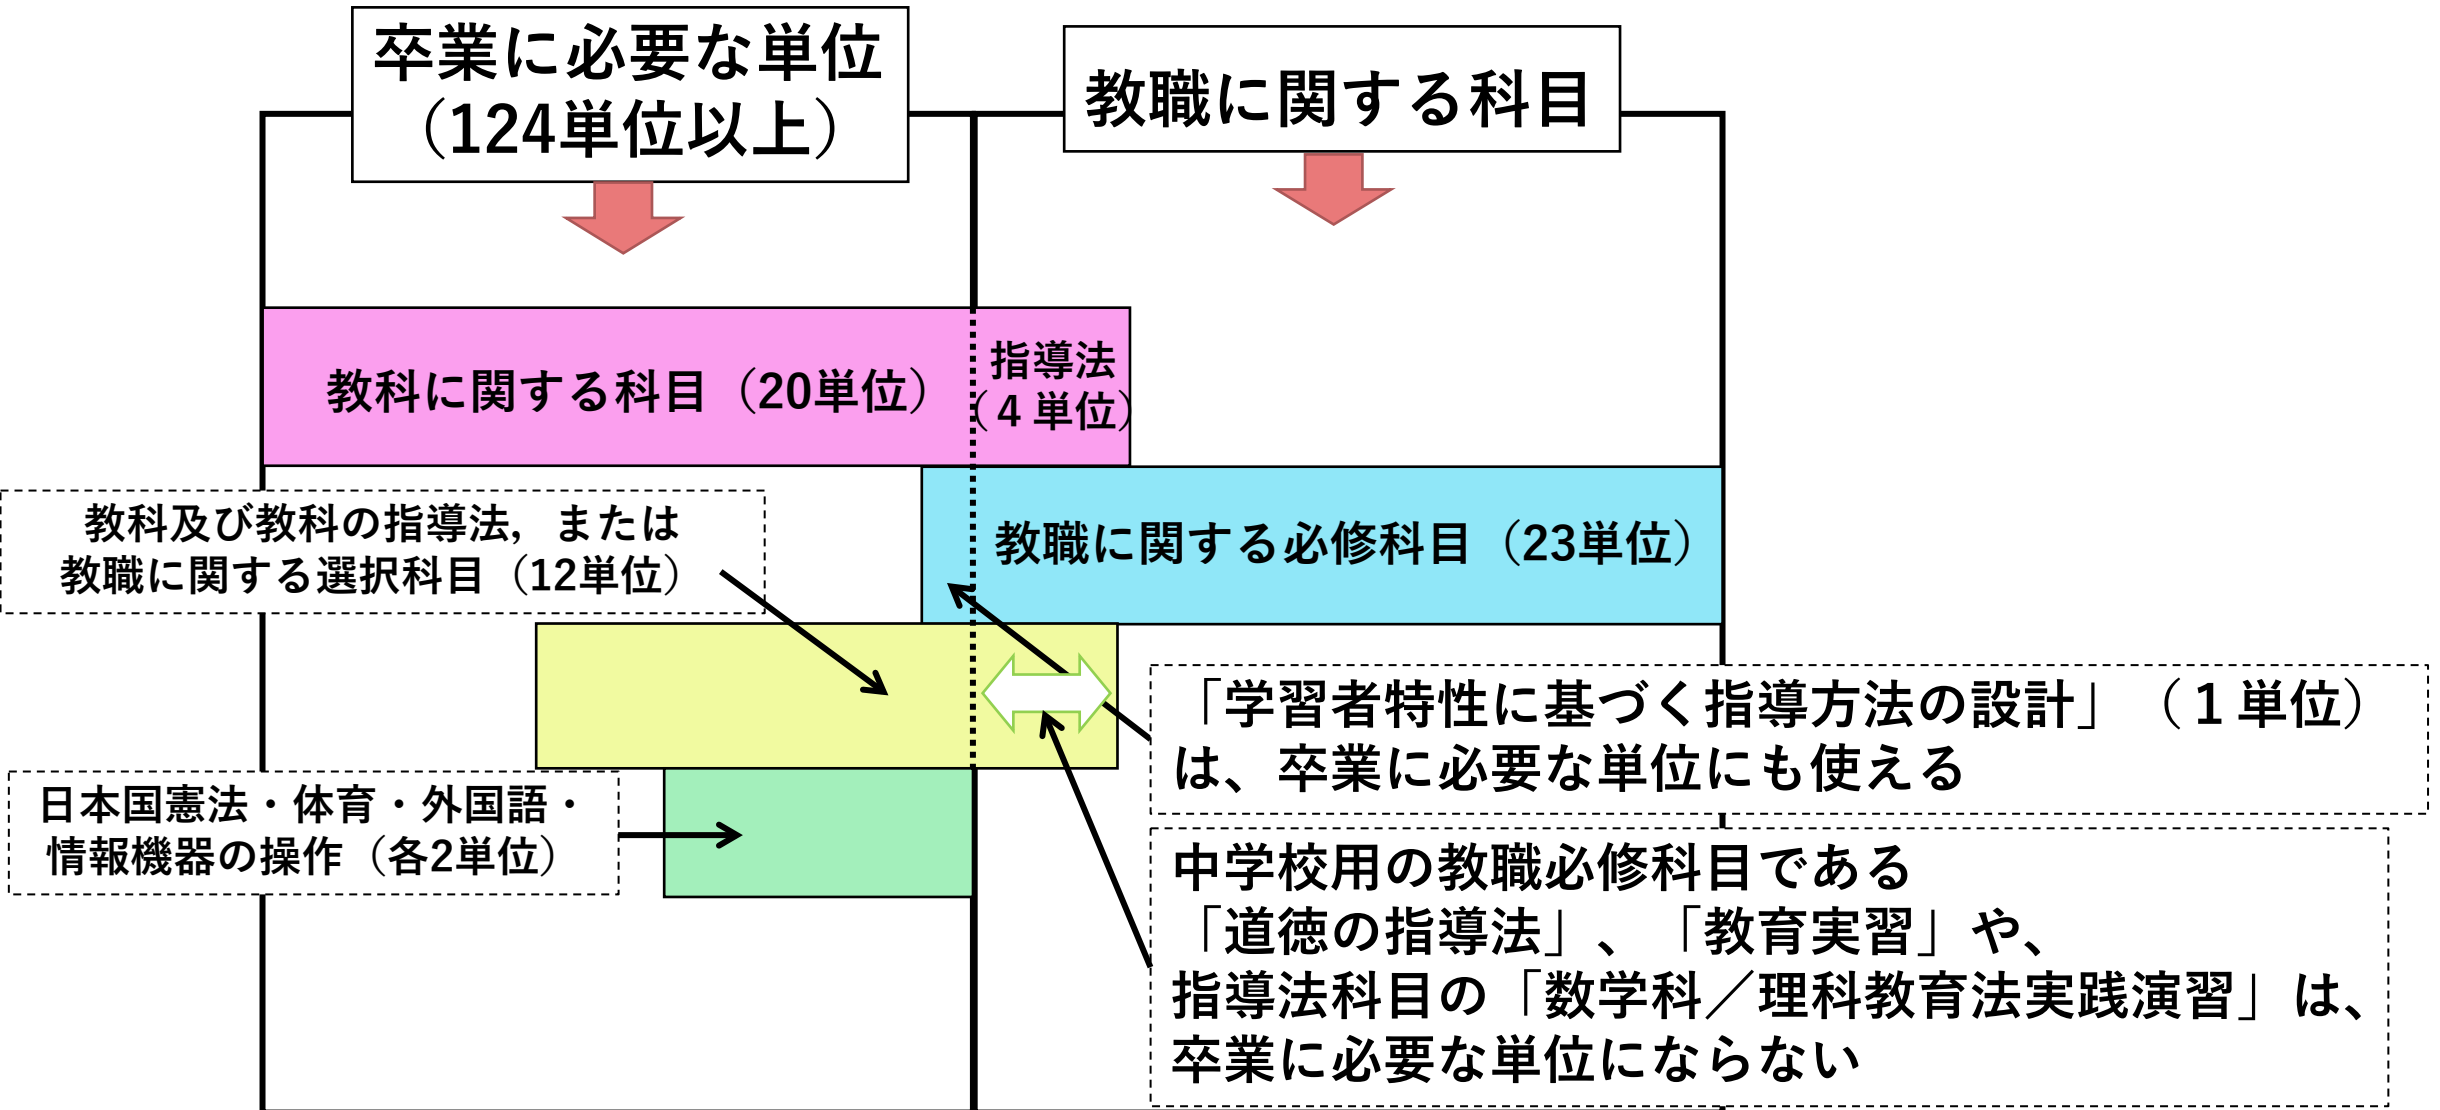 卒業に必要な単位
（124単位以上）
教職に関する科目
教科に関する科目（20単位）
指導法
（４単位）
教職に関する必修科目（23単位）
教科及び教科の指導法，または
教職に関する選択科目（12単位）
「学習者特性に基づく指導方法の設計」（１単位）
は、卒業に必要な単位にも使える
日本国憲法・体育・外国語・
情報機器の操作（各2単位）
中学校用の教職必修科目である
「道徳の指導法」、「教育実習」や、
指導法科目の「数学科／理科教育法実践演習」は、
卒業に必要な単位にならない